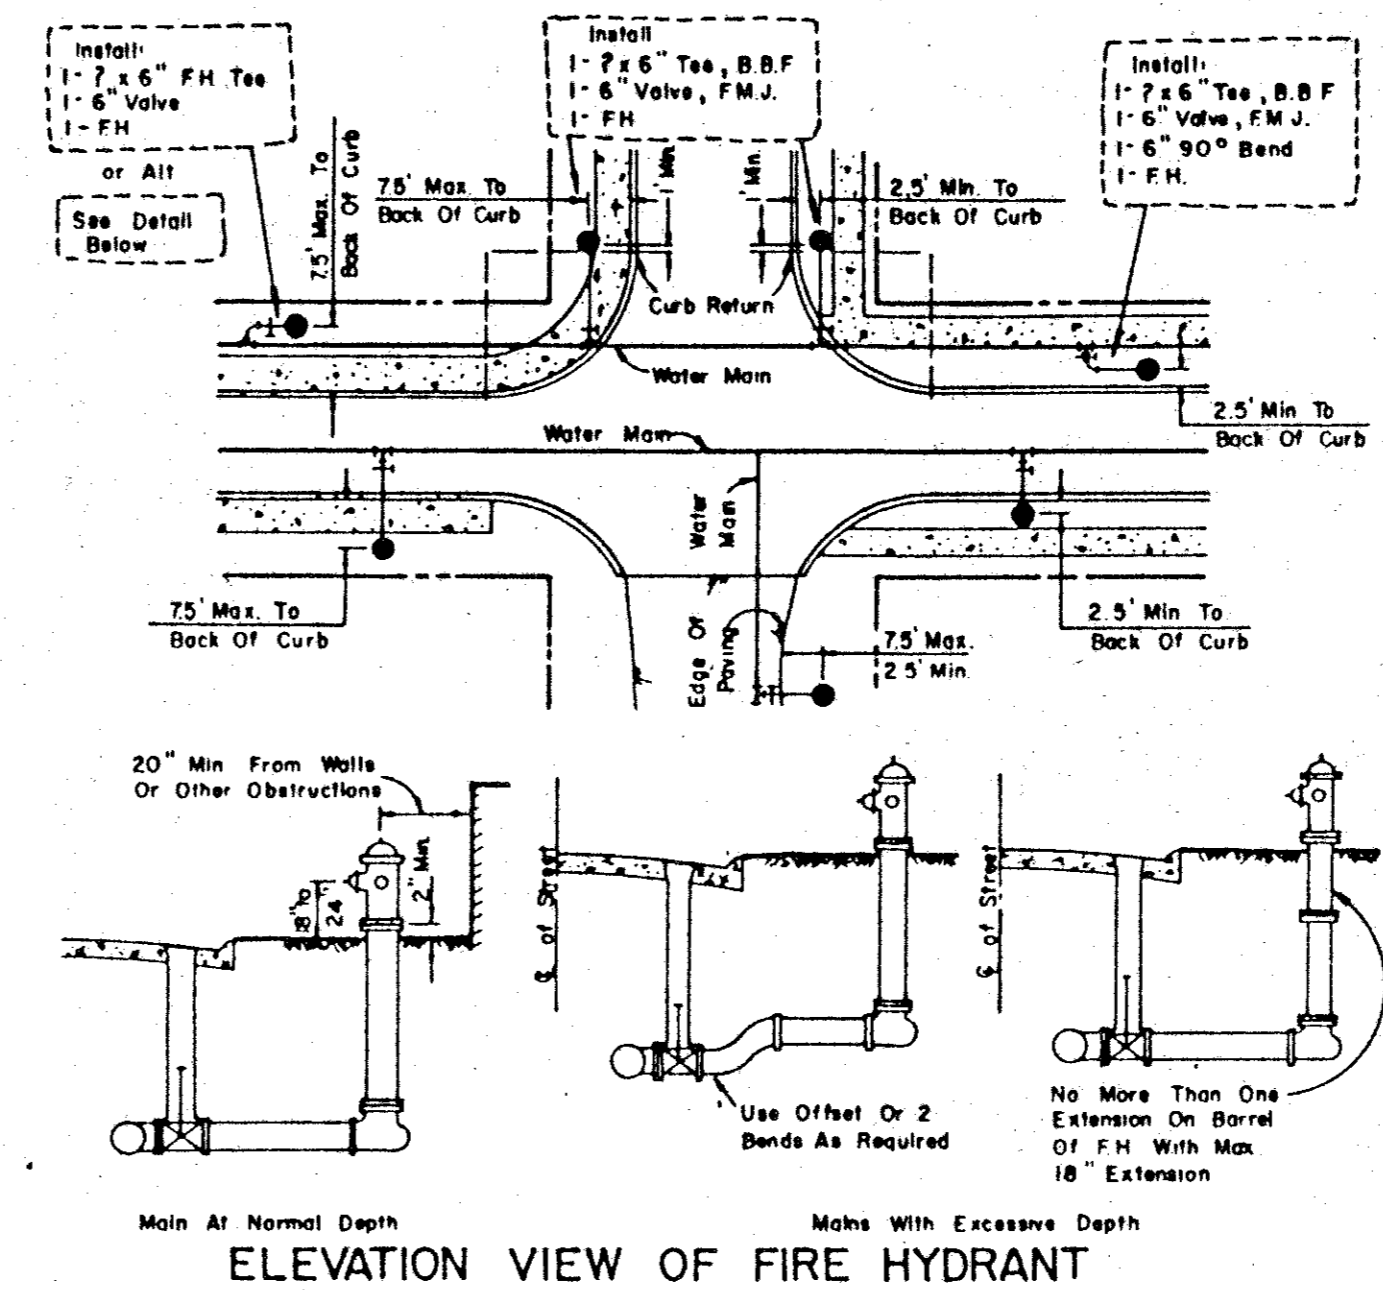 Install:
1- ? x 6" F.H. Tee
1- 6" Valve
1- F.H.
or Alt
See Detail
Below
7.5' Max. To
Back Of Curb
Install
1- ? x 6" Tee, B.B.F
1- 6" Valve, F.M.J.
1- F.H.
7.5' Max. To
Back Of Curb
1' Min.
1' Min.
2.5' Min. To
Back Of Curb
Install:
1- ? x 6" Tee, B.B.F
1- 6" Valve, F.M.J.
1- 6" 90° Bend
1- F.H.
Curb Return
Water Main
Water Main
2.5' Min To
Back Of Curb
Water
Main
7.5' Max. To
Back Of Curb
Edge Of
Paving
7.5' Max.
2.5' Min.
2.5' Min To
Back Of Curb
20" Min From Walls
Or Other Obstructions
18" to
24"
2" Min.
℄ of Street
℄ of Street
Use Offset Or 2
Bends As Required
No More Than One
Extension On Barrel
Of F.H. With Max.
18" Extension
Main At Normal Depth
Mains With Excessive Depth
ELEVATION VIEW OF FIRE HYDRANT